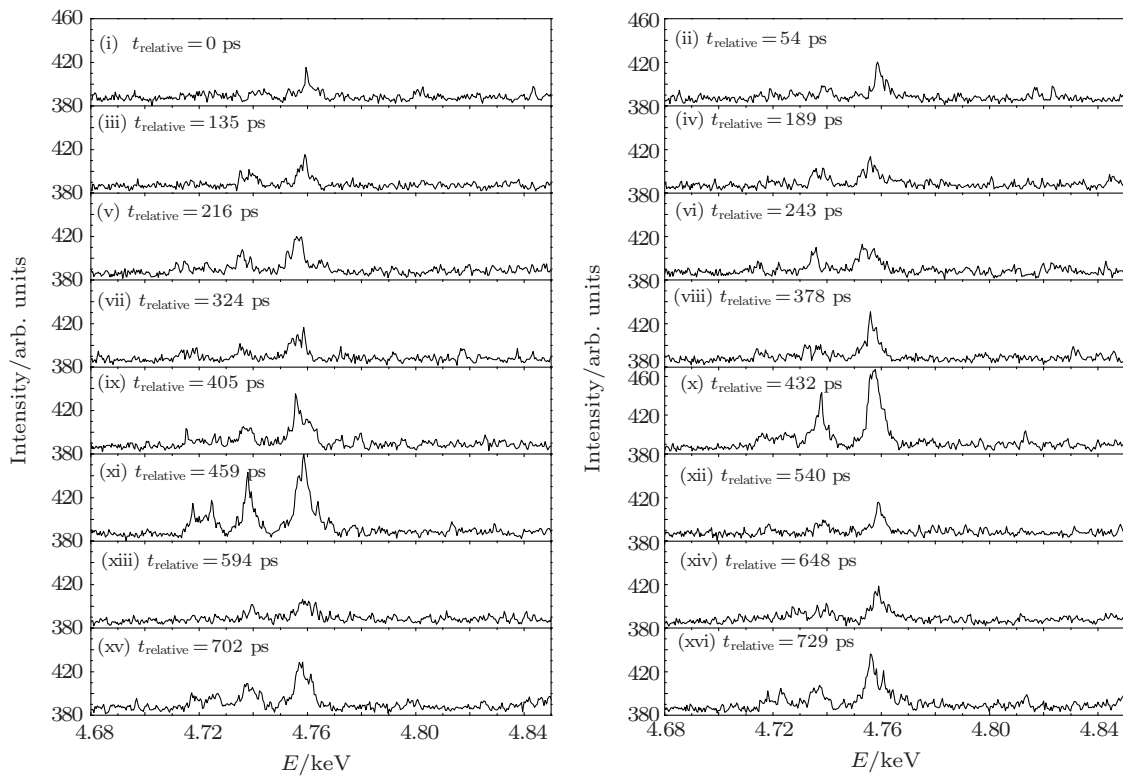 460
(i) t_relative = 0 ps
(ii) t_relative = 54 ps
420
420
380
380
(iii) t_relative = 135 ps
(iv) t_relative = 189 ps
420
420
380
380
(v) t_relative = 216 ps
(vi) t_relative = 243 ps
420
420
380
380
(vii) t_relative = 324 ps
(viii) t_relative = 378 ps
420
420
380
380
(ix) t_relative = 405 ps
(x) t_relative = 432 ps
460
420
420
380
380
(xi) t_relative = 459 ps
(xii) t_relative = 540 ps
420
420
380
380
(xiii) t_relative = 594 ps
(xiv) t_relative = 648 ps
420
420
380
380
(xv) t_relative = 702 ps
(xvi) t_relative = 729 ps
420
420
380
380
4.68 4.72 4.76 4.80 4.84
4.68 4.72 4.76 4.80 4.84
E/keV
E/keV
Intensity/arb. units
Intensity/arb. units